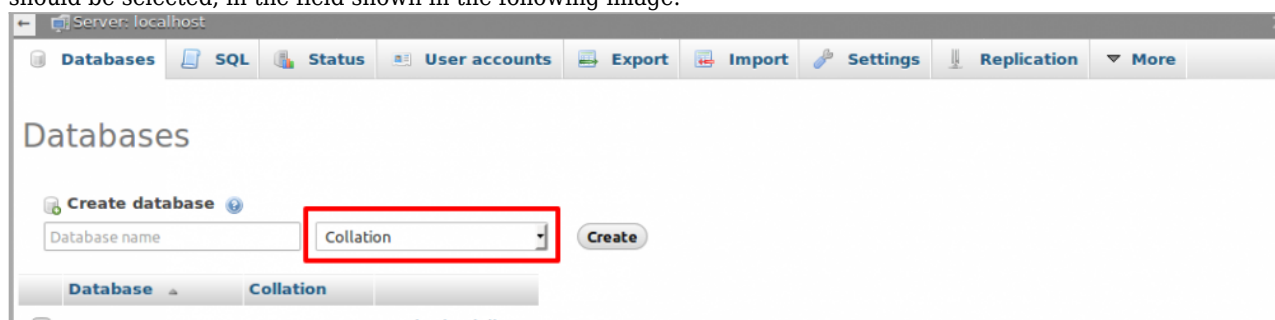 should be selected, in the field shown in the following image:
Server: localhost
Databases SQL Status User accounts Export Import Settings Replication More
Databases
Create database
Database name Collation Create
Database Collation